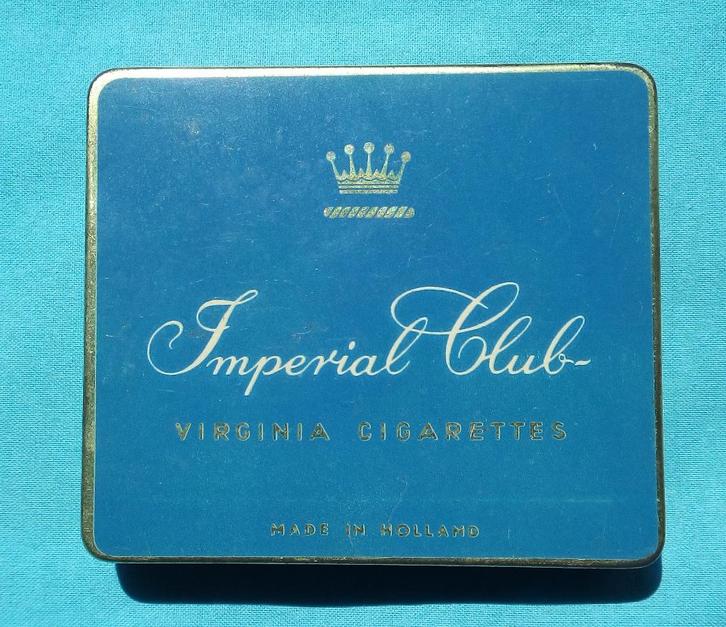 Imperial Club-
VIRGINIA CIGARETTES
MADE IN HOLLAND